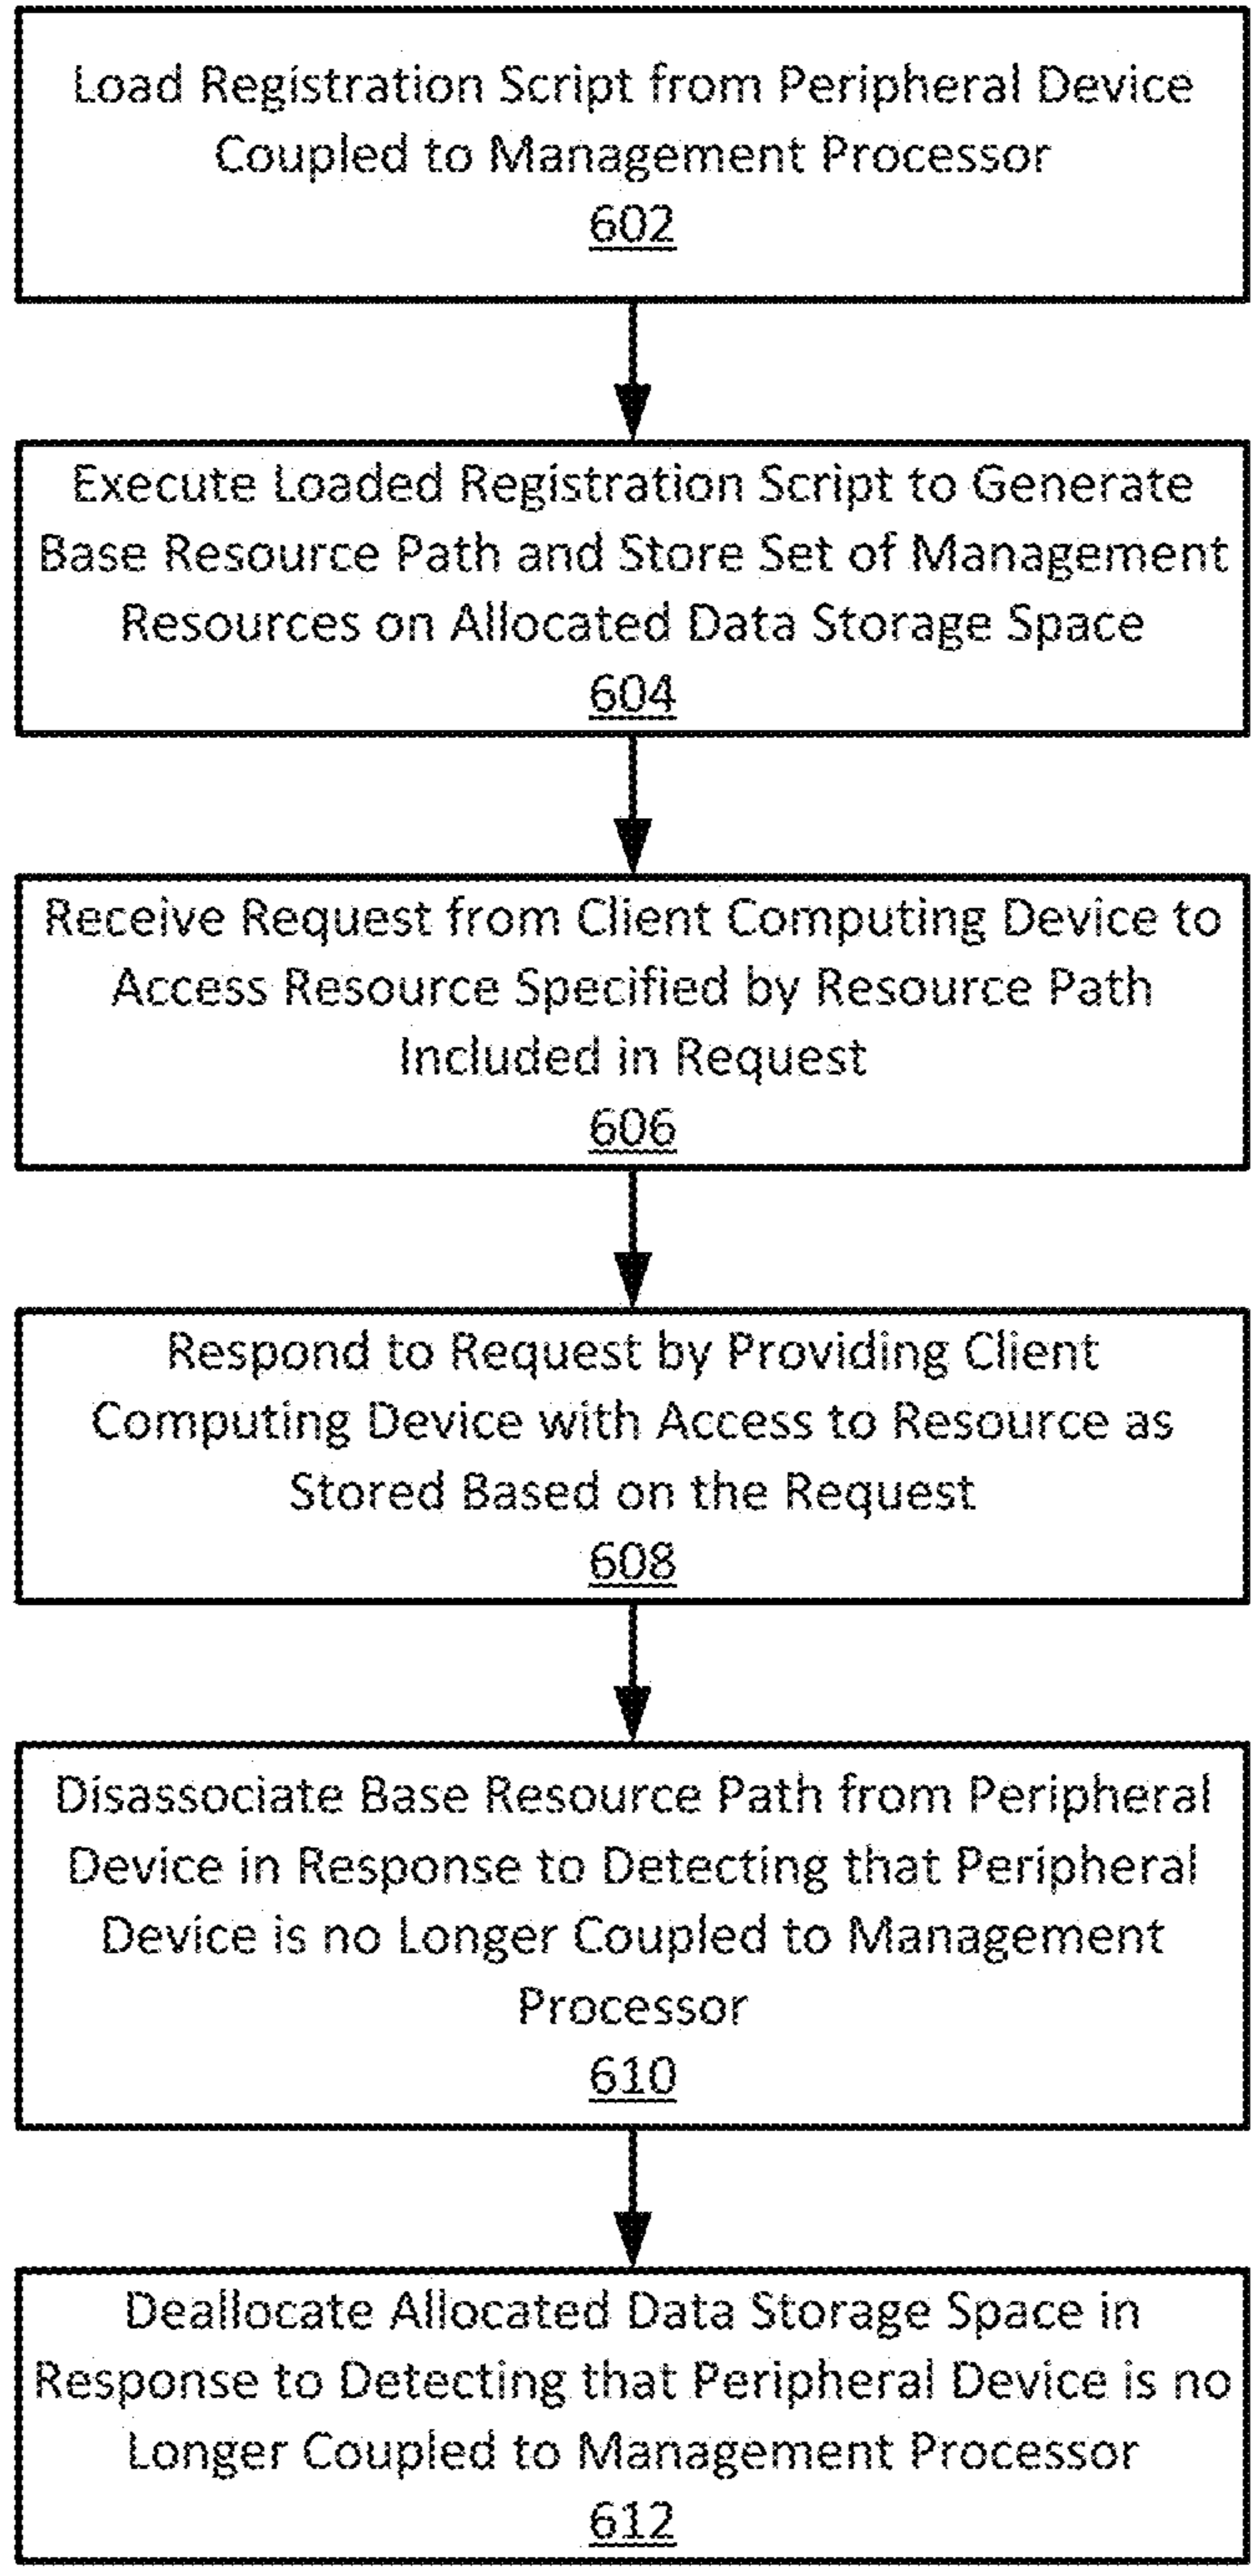 Load Registration Script from Peripheral Device
Coupled to Management Processor
602
Execute Loaded Registration Script to Generate
Base Resource Path and Store Set of Management
Resources on Allocated Data Storage Space
604
Receive Request from Client Computing Device to
Access Resource Specified by Resource Path
Included in Request
606
Respond to Request by Providing Client
Computing Device with Access to Resource as
Stored Based on the Request
608
Disassociate Base Resource Path from Peripheral
Device in Response to Detecting that Peripheral
Device is no Longer Coupled to Management
Processor
610
Deallocate Allocated Data Storage Space in
Response to Detecting that Peripheral Device is no
Longer Coupled to Management Processor
612